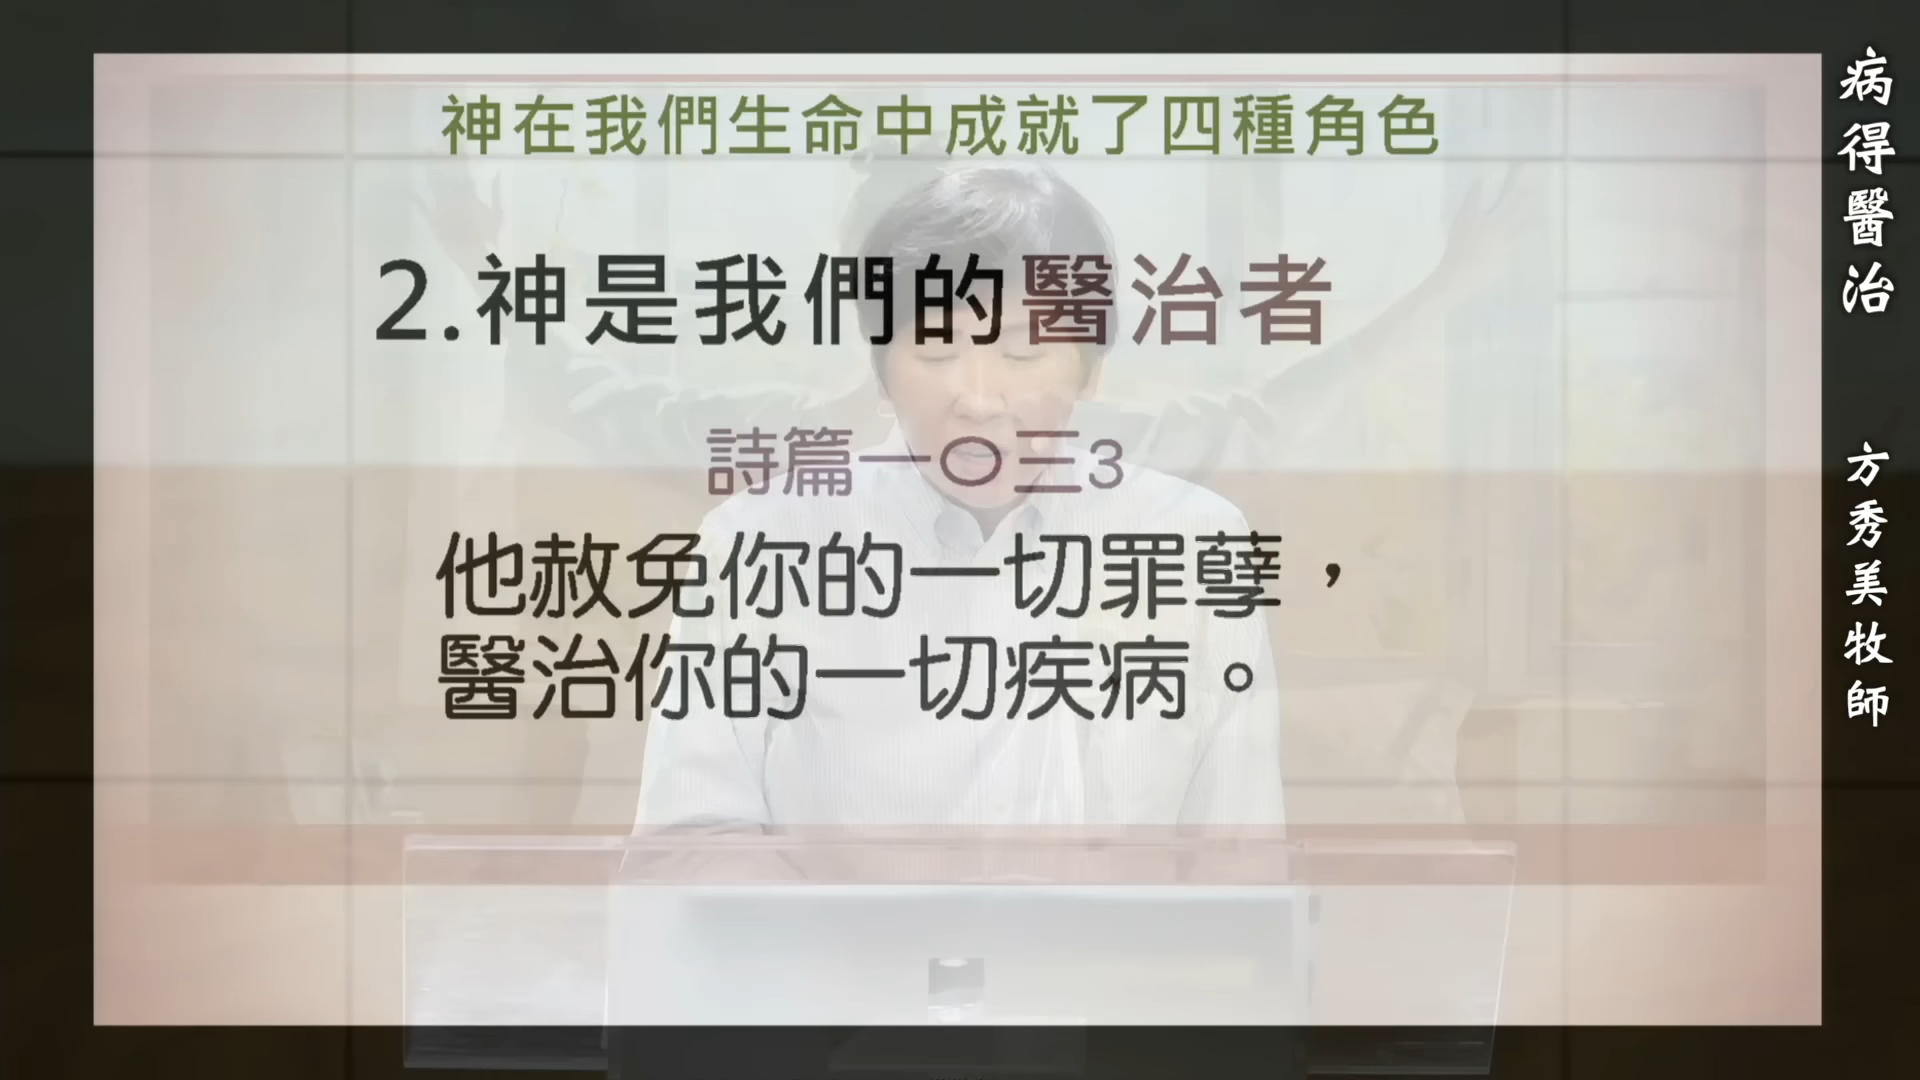 神在我們生命中成就了四種角色
2.神是我們的醫治者
詩篇一〇三3
他赦免你的一切罪孽，
醫治你的一切疾病。
病得醫治
方秀美牧師